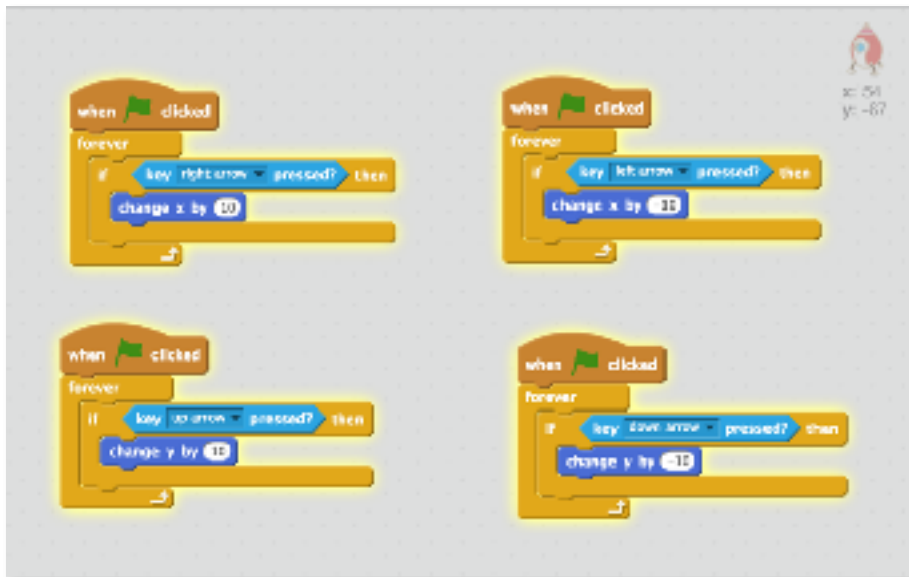 when clicked
forever
if key right arrow pressed? then
change x by 10
when clicked
forever
if key left arrow pressed? then
change x by -10
x: 54
y: -87
when clicked
forever
if key up arrow pressed? then
change y by 10
when clicked
forever
if key down arrow pressed? then
change y by -10